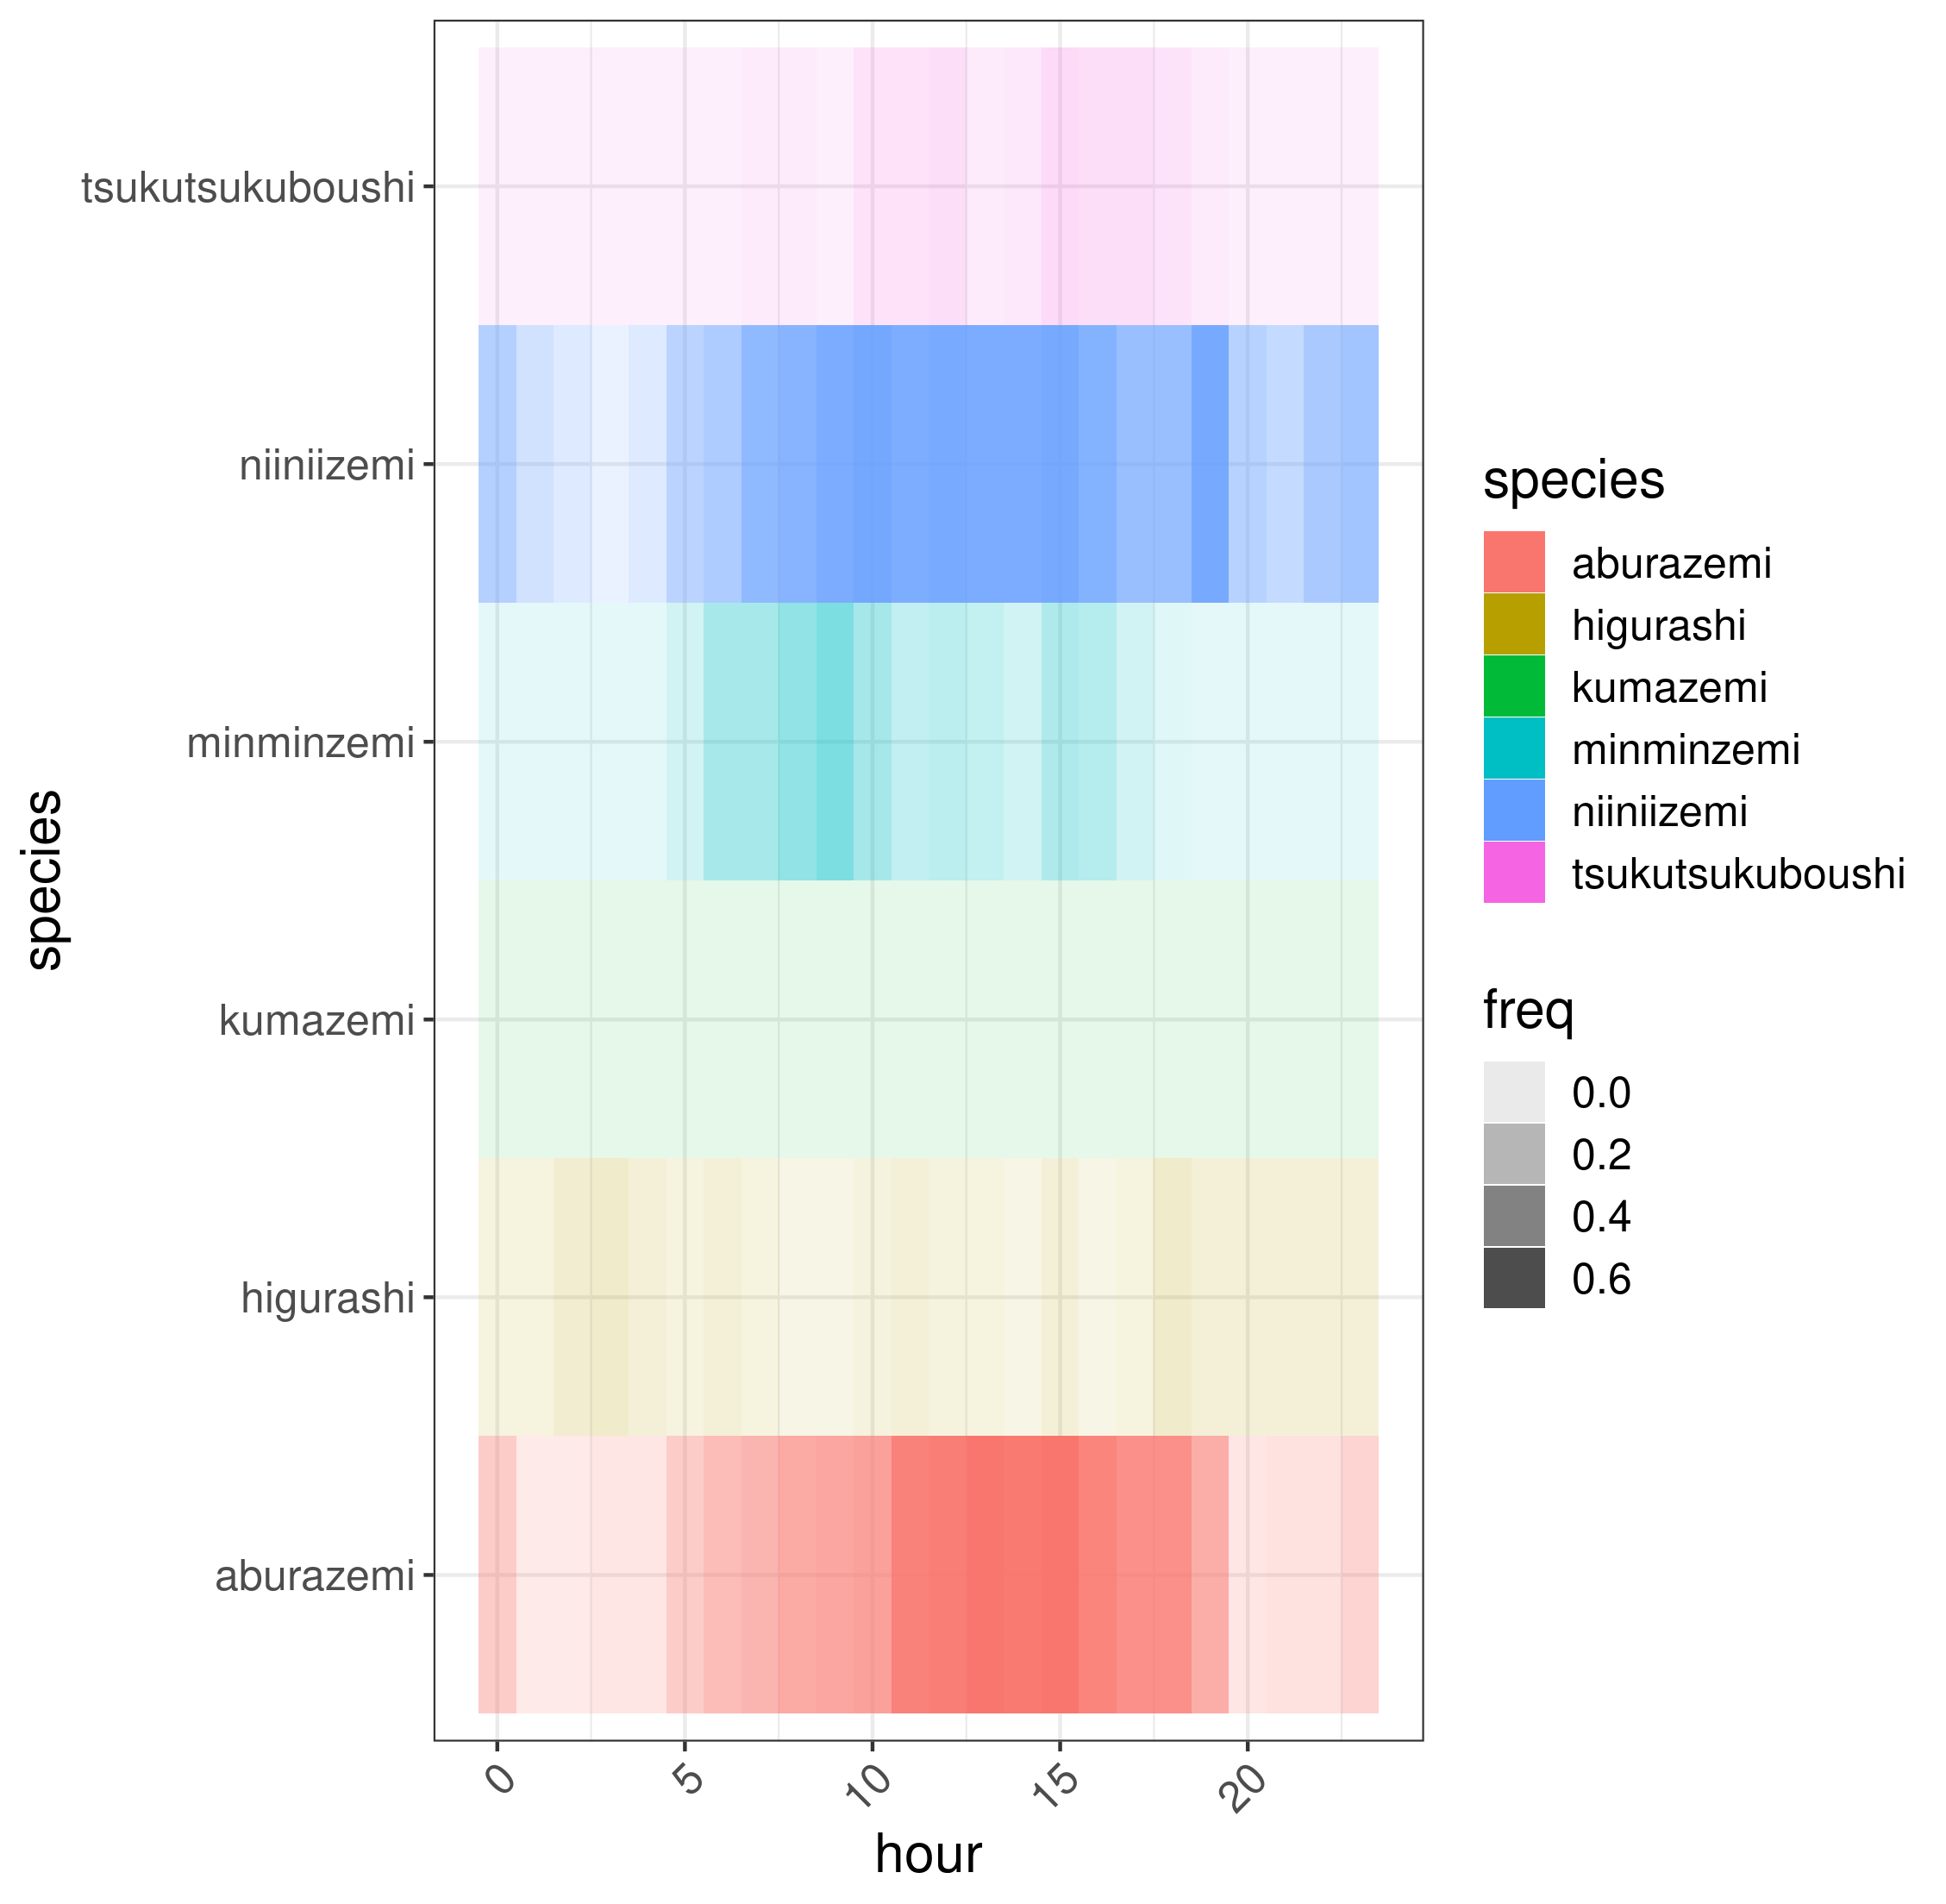 species
tsukutsukuboushi
niiniizemi
minminzemi
kumazemi
higurashi
aburazemi
0 5 10 15 20
hour
species
aburazemi
higurashi
kumazemi
minminzemi
niiniizemi
tsukutsukuboushi
freq
0.0
0.2
0.4
0.6